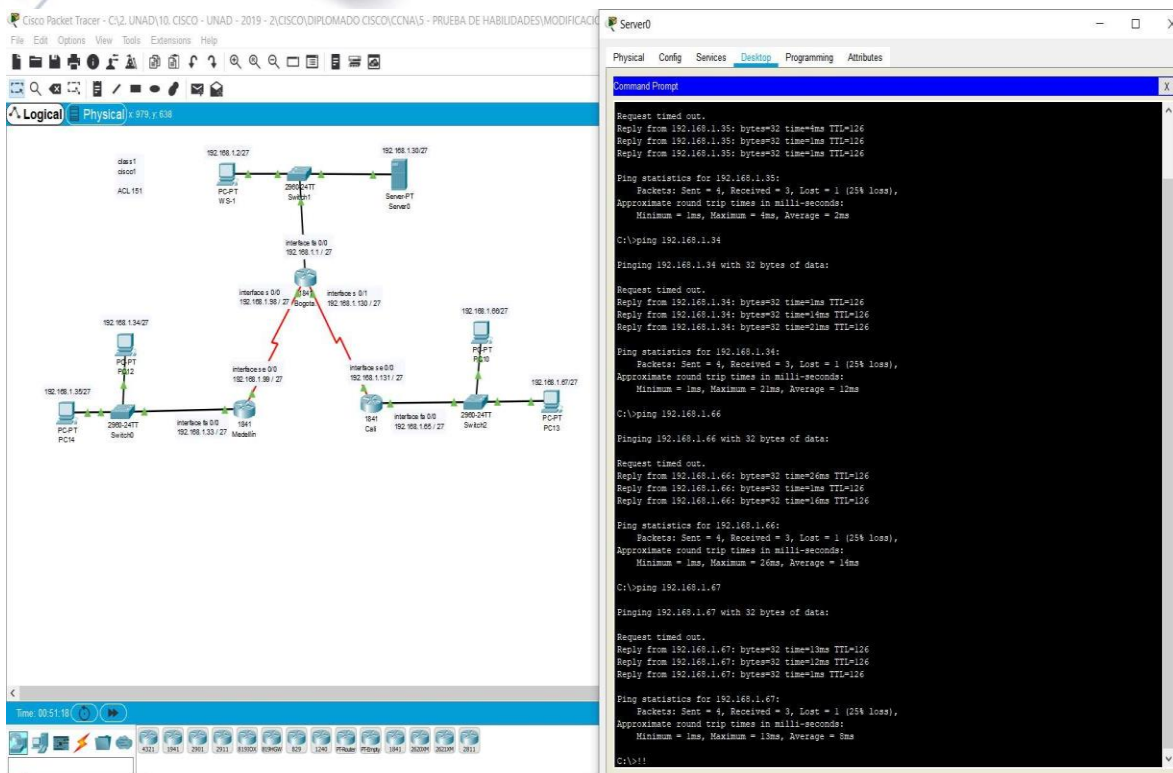 Cisco Packet Tracer - C:\2. UNAD\10. CISCO - UNAD - 2019 - 2\CISCO\DIPLOMADO CISCO\CCNA\5 - PRUEBA DE HABILIDADES\MODIFICACIO
File Edit Options View Tools Extensions Help
Logical
Physical
x: 979, y: 638
class1
cisco1
ACL 151
192.168.1.2/27
PC-PT
WS-1
2960-24TT
Switch1
192.168.1.30/27
Server-PT
Server0
interface fa 0/0
192.168.1.1 / 27
interface s 0/0
192.168.1.98 / 27
1841
Bogota
interface s 0/1
192.168.1.130 / 27
192.168.1.34/27
PC-PT
PC12
192.168.1.35/27
PC-PT
PC14
2960-24TT
Switch0
interface fa 0/0
192.168.1.33 / 27
interface se 0/0
192.168.1.99 / 27
1841
Medellín
interface se 0/0
192.168.1.131 / 27
1841
Cali
interface fa 0/0
192.168.1.65 / 27
192.168.1.66/27
PC-PT
PC10
2960-24TT
Switch2
192.168.1.67/27
PC-PT
PC13
Time: 00:51:18
4321 1941 2901 2911 819IOX 819HGW 829 1240 PT-Router PT-Empty 1841 2620XM 2621XM 2811
Server0
Physical Config Services Desktop Programming Attributes
Command Prompt
X
Request timed out.
Reply from 192.168.1.35: bytes=32 time=4ms TTL=126
Reply from 192.168.1.35: bytes=32 time=1ms TTL=126
Reply from 192.168.1.35: bytes=32 time=1ms TTL=126
Ping statistics for 192.168.1.35:
Packets: Sent = 4, Received = 3, Lost = 1 (25% loss),
Approximate round trip times in milli-seconds:
Minimum = 1ms, Maximum = 4ms, Average = 2ms
C:\>ping 192.168.1.34
Pinging 192.168.1.34 with 32 bytes of data:
Request timed out.
Reply from 192.168.1.34: bytes=32 time=1ms TTL=126
Reply from 192.168.1.34: bytes=32 time=14ms TTL=126
Reply from 192.168.1.34: bytes=32 time=21ms TTL=126
Ping statistics for 192.168.1.34:
Packets: Sent = 4, Received = 3, Lost = 1 (25% loss),
Approximate round trip times in milli-seconds:
Minimum = 1ms, Maximum = 21ms, Average = 12ms
C:\>ping 192.168.1.66
Pinging 192.168.1.66 with 32 bytes of data:
Request timed out.
Reply from 192.168.1.66: bytes=32 time=26ms TTL=126
Reply from 192.168.1.66: bytes=32 time=1ms TTL=126
Reply from 192.168.1.66: bytes=32 time=16ms TTL=126
Ping statistics for 192.168.1.66:
Packets: Sent = 4, Received = 3, Lost = 1 (25% loss),
Approximate round trip times in milli-seconds:
Minimum = 1ms, Maximum = 26ms, Average = 14ms
C:\>ping 192.168.1.67
Pinging 192.168.1.67 with 32 bytes of data:
Request timed out.
Reply from 192.168.1.67: bytes=32 time=13ms TTL=126
Reply from 192.168.1.67: bytes=32 time=12ms TTL=126
Reply from 192.168.1.67: bytes=32 time=1ms TTL=126
Ping statistics for 192.168.1.67:
Packets: Sent = 4, Received = 3, Lost = 1 (25% loss),
Approximate round trip times in milli-seconds:
Minimum = 1ms, Maximum = 13ms, Average = 8ms
C:\>!!